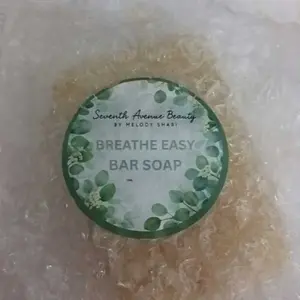 Seventh Avenue Beauty
BY MELODY SHARI
BREATHE EASY
BAR SOAP